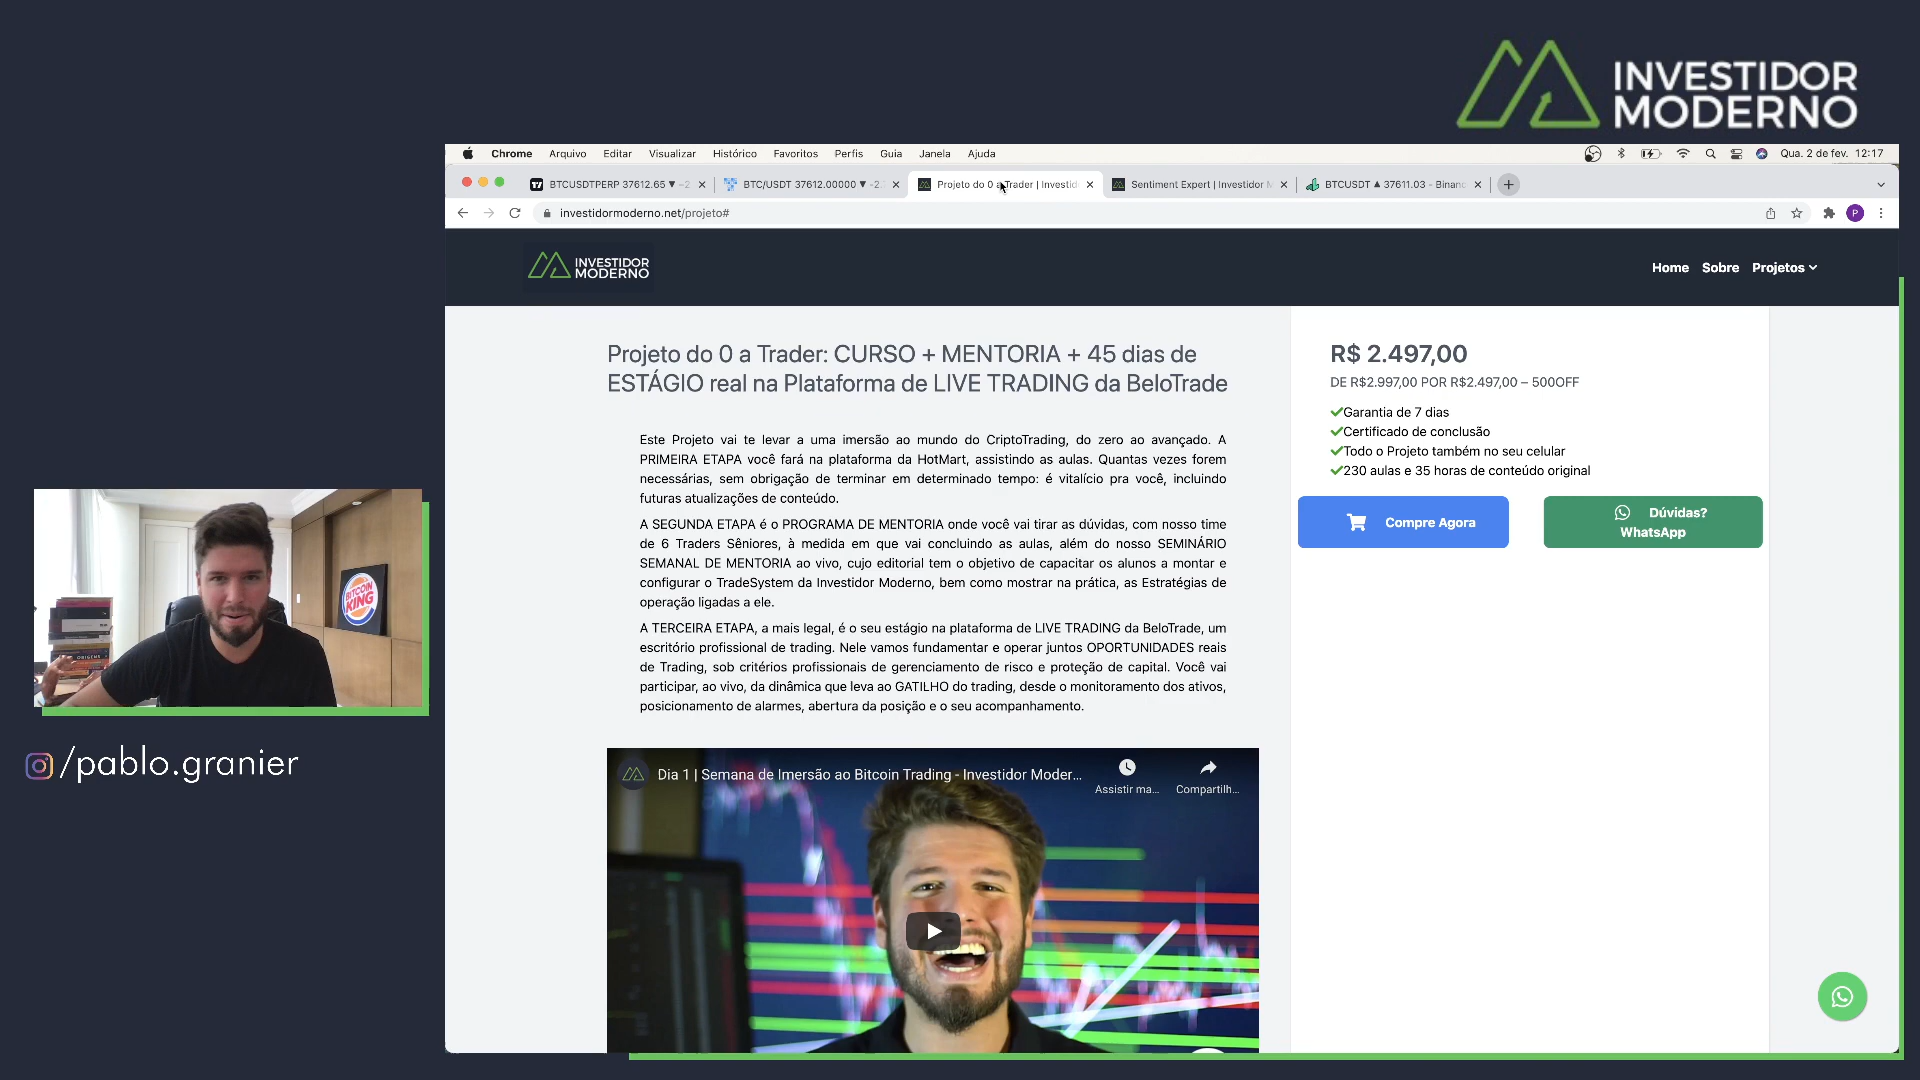 INVESTIDOR
MODERNO
Chrome Arquivo Editar Visualizar Histórico Favoritos Perfis Guia Janela Ajuda
Qua. 2 de fev. 12:17
BTCUSDTPERP 37612.65 ▼ −2
BTC/USDT 37612.00000 ▼ -2.
Projeto do 0 a Trader | Investid
Sentiment Expert | Investidor M
BTCUSDT ▲ 37611.03 - Binanc
investidormoderno.net/projeto#
P
INVESTIDOR
MODERNO
Home Sobre Projetos
Projeto do 0 a Trader: CURSO + MENTORIA + 45 dias de
ESTÁGIO real na Plataforma de LIVE TRADING da BeloTrade
Este Projeto vai te levar a uma imersão ao mundo do CriptoTrading, do zero ao avançado. A
PRIMEIRA ETAPA você fará na plataforma da HotMart, assistindo as aulas. Quantas vezes forem
necessárias, sem obrigação de terminar em determinado tempo: é vitalício pra você, incluindo
futuras atualizações de conteúdo.
A SEGUNDA ETAPA é o PROGRAMA DE MENTORIA onde você vai tirar as dúvidas, com nosso time
de 6 Traders Sêniores, à medida em que vai concluindo as aulas, além do nosso SEMINÁRIO
SEMANAL DE MENTORIA ao vivo, cujo editorial tem o objetivo de capacitar os alunos a montar e
configurar o TradeSystem da Investidor Moderno, bem como mostrar na prática, as Estratégias de
operação ligadas a ele.
A TERCEIRA ETAPA, a mais legal, é o seu estágio na plataforma de LIVE TRADING da BeloTrade, um
escritório profissional de trading. Nele vamos fundamentar e operar juntos OPORTUNIDADES reais
de Trading, sob critérios profissionais de gerenciamento de risco e proteção de capital. Você vai
participar, ao vivo, da dinâmica que leva ao GATILHO do trading, desde o monitoramento dos ativos,
posicionamento de alarmes, abertura da posição e o seu acompanhamento.
R$ 2.497,00
DE R$2.997,00 POR R$2.497,00 – 500OFF
Garantia de 7 dias
Certificado de conclusão
Todo o Projeto também no seu celular
230 aulas e 35 horas de conteúdo original
Compre Agora
Dúvidas?
WhatsApp
Dia 1 | Semana de Imersão ao Bitcoin Trading - Investidor Moder...
Assistir ma... Compartilh...
BITCOIN
KING
ORIGENS
/pablo.granier